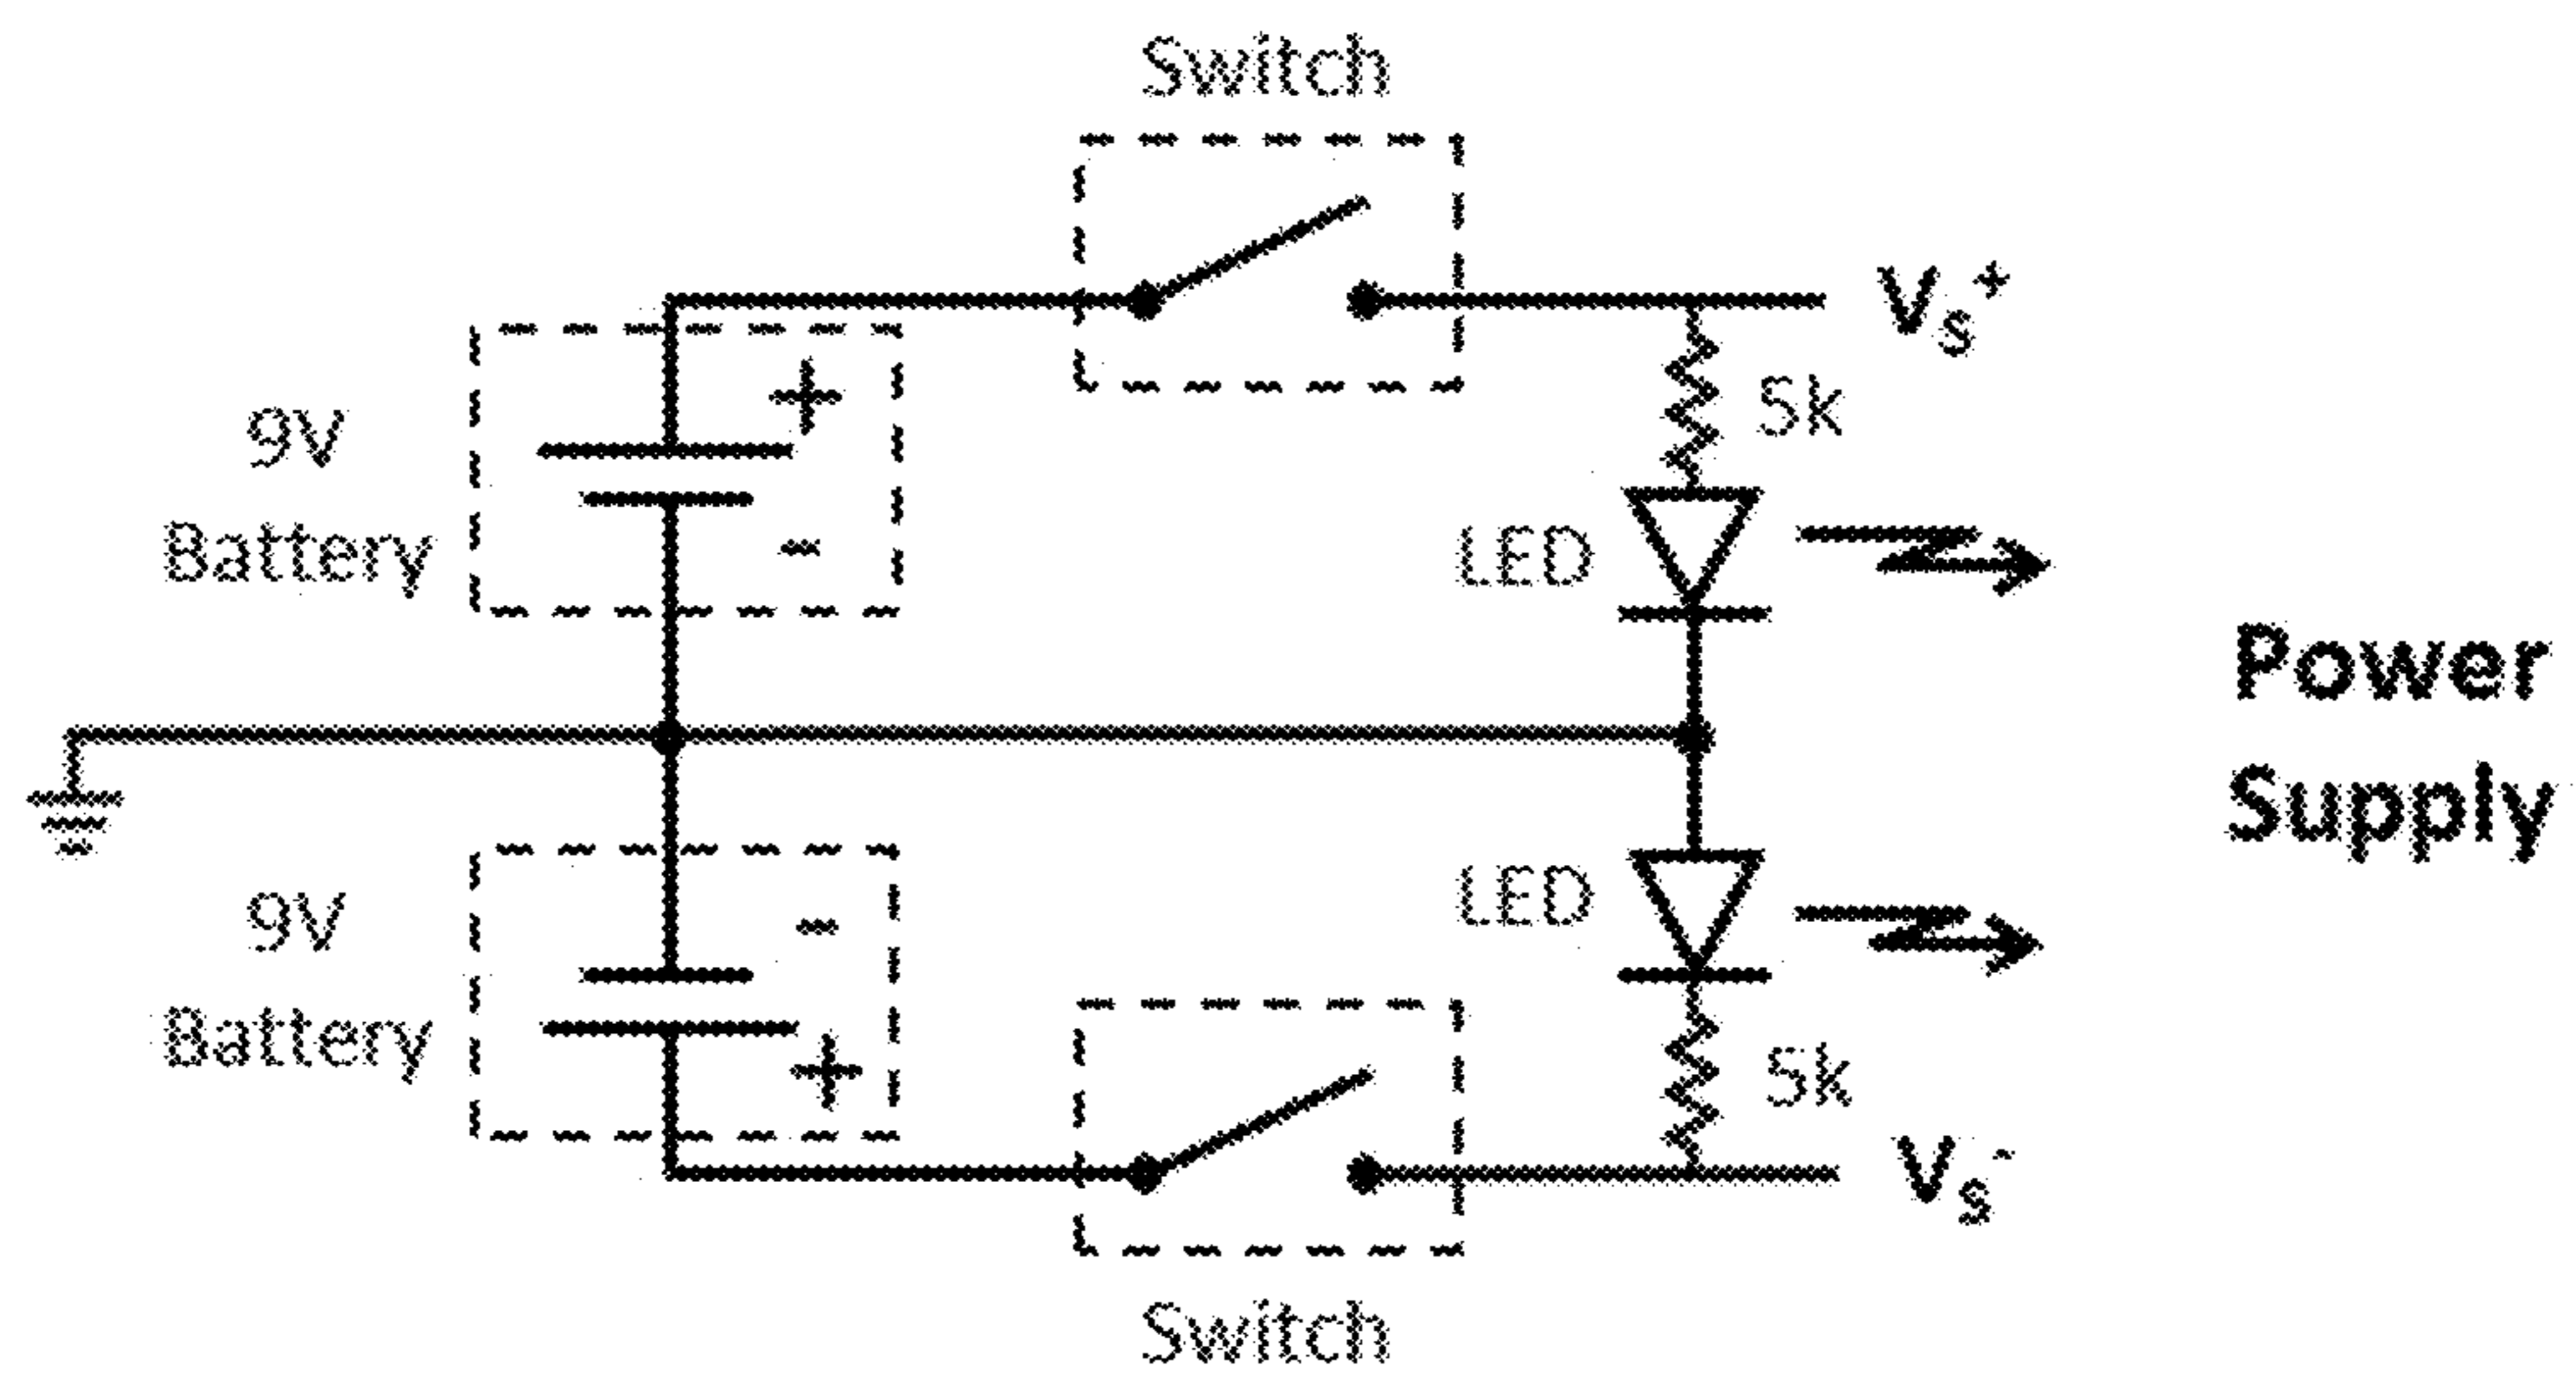 Switch
Vs+
+
5k
9V
Battery
-
LED
Power
Supply
-
LED
9V
Battery
+
5k
Vs-
Switch